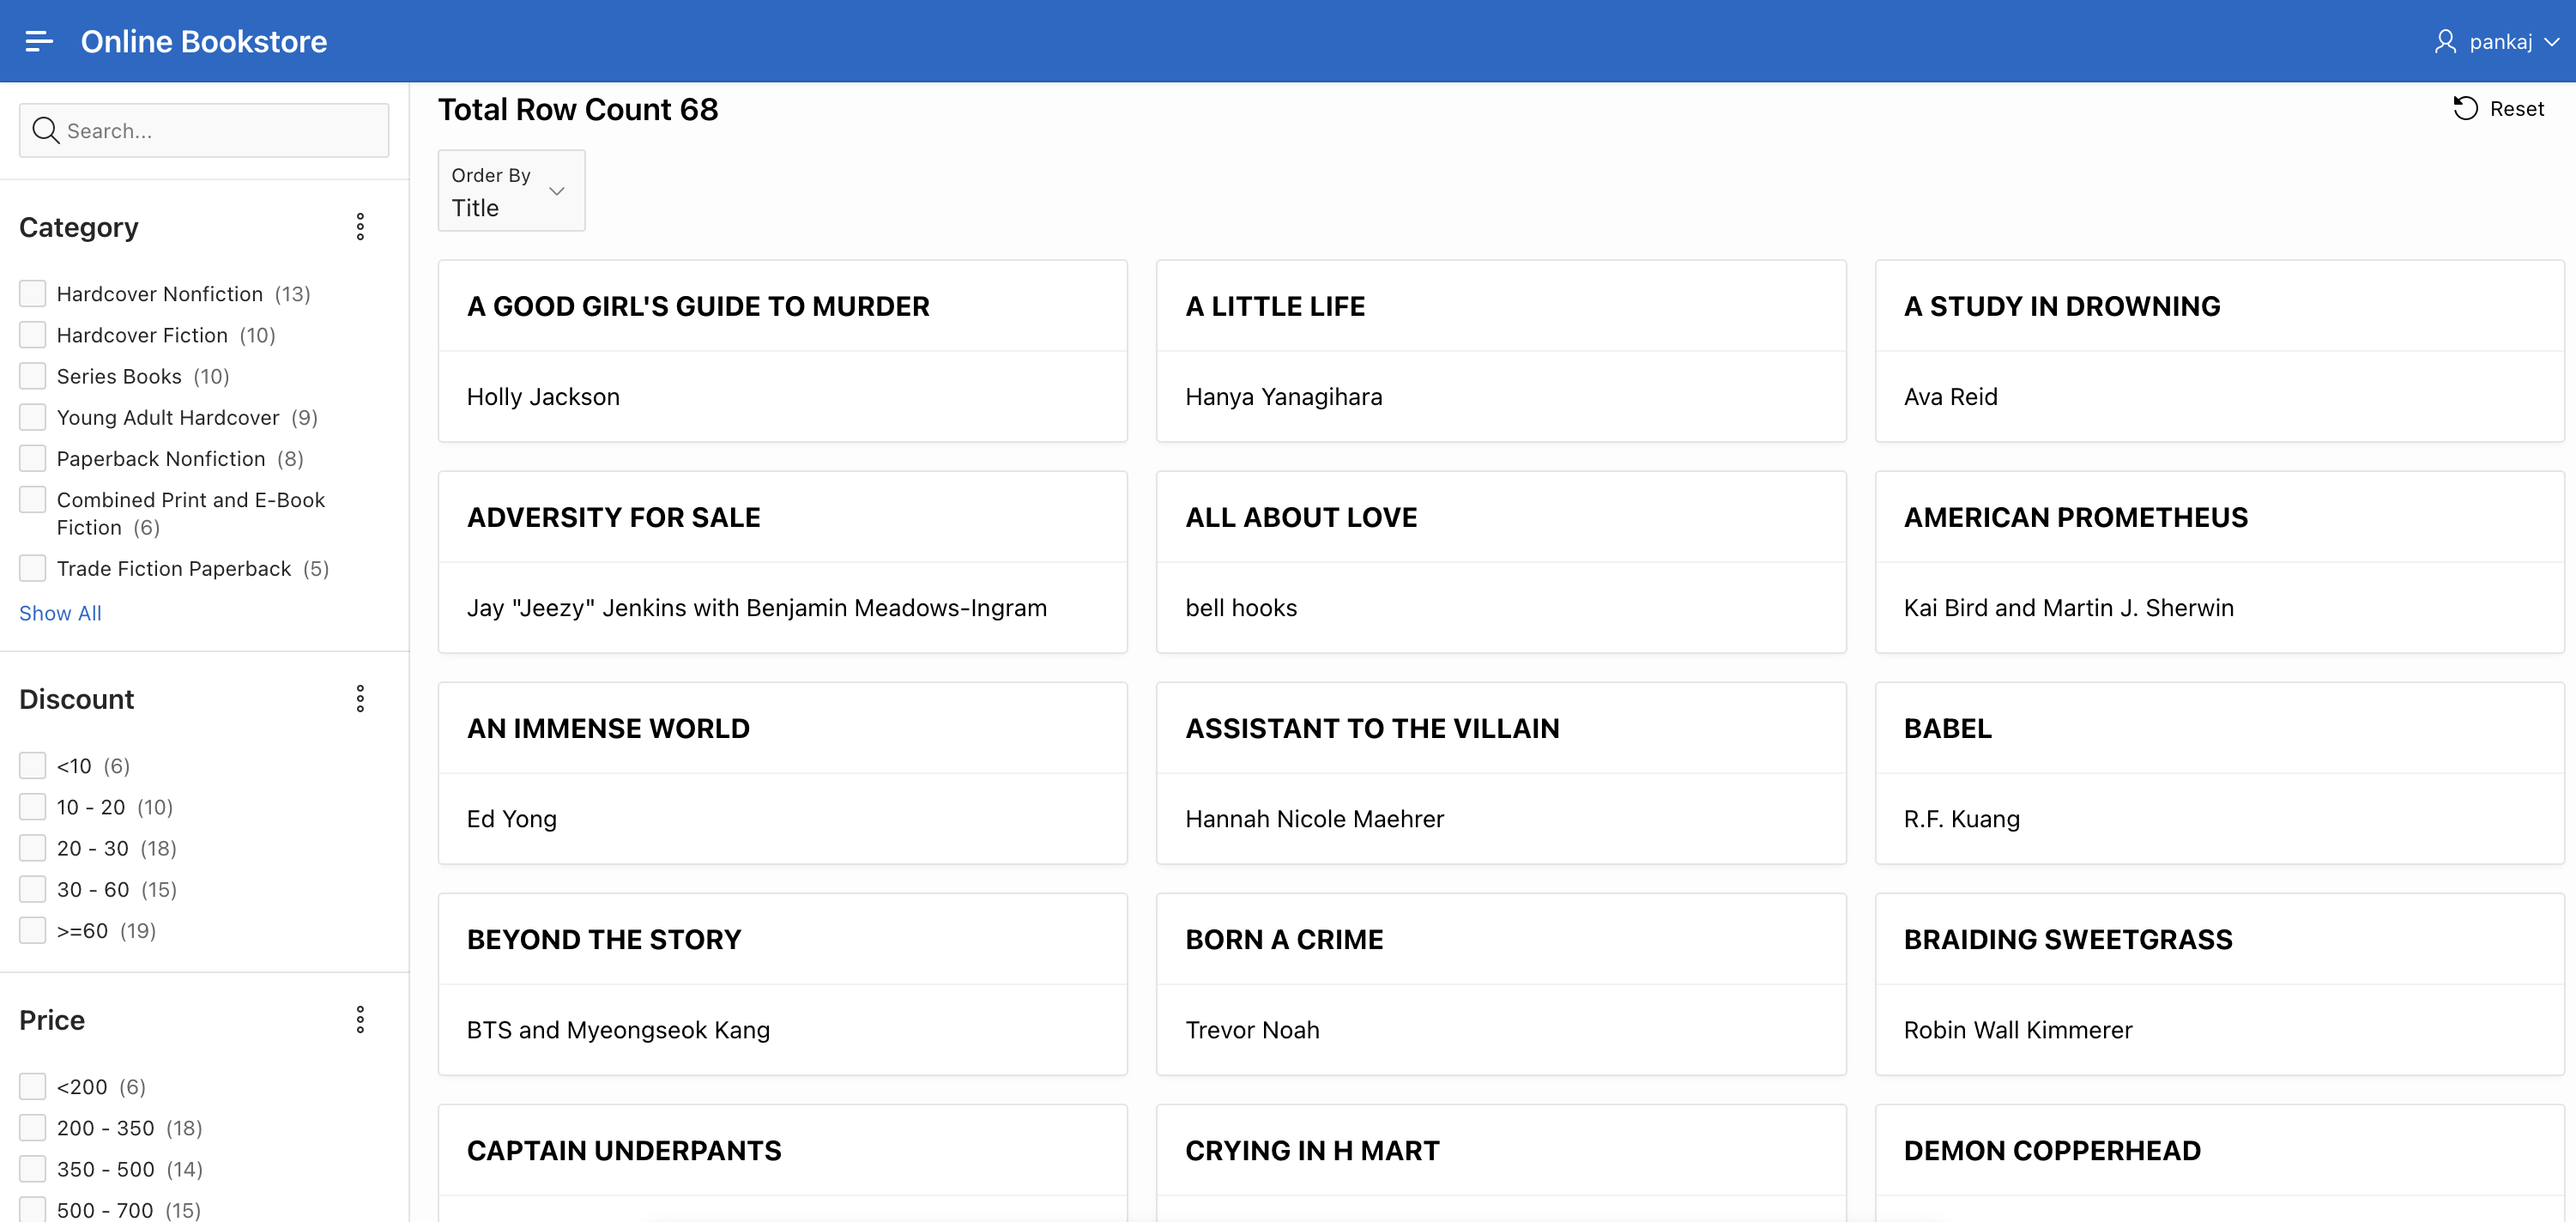 Online Bookstore
pankaj
Search...
Category
Hardcover Nonfiction (13)
Hardcover Fiction (10)
Series Books (10)
Young Adult Hardcover (9)
Paperback Nonfiction (8)
Combined Print and E-Book
Fiction (6)
Trade Fiction Paperback (5)
Show All
Discount
<10 (6)
10 - 20 (10)
20 - 30 (18)
30 - 60 (15)
>=60 (19)
Price
<200 (6)
200 - 350 (18)
350 - 500 (14)
500 - 700 (15)
Total Row Count 68
Reset
Order By
Title
A GOOD GIRL'S GUIDE TO MURDER
Holly Jackson
A LITTLE LIFE
Hanya Yanagihara
A STUDY IN DROWNING
Ava Reid
ADVERSITY FOR SALE
Jay "Jeezy" Jenkins with Benjamin Meadows-Ingram
ALL ABOUT LOVE
bell hooks
AMERICAN PROMETHEUS
Kai Bird and Martin J. Sherwin
AN IMMENSE WORLD
Ed Yong
ASSISTANT TO THE VILLAIN
Hannah Nicole Maehrer
BABEL
R.F. Kuang
BEYOND THE STORY
BTS and Myeongseok Kang
BORN A CRIME
Trevor Noah
BRAIDING SWEETGRASS
Robin Wall Kimmerer
CAPTAIN UNDERPANTS
CRYING IN H MART
DEMON COPPERHEAD